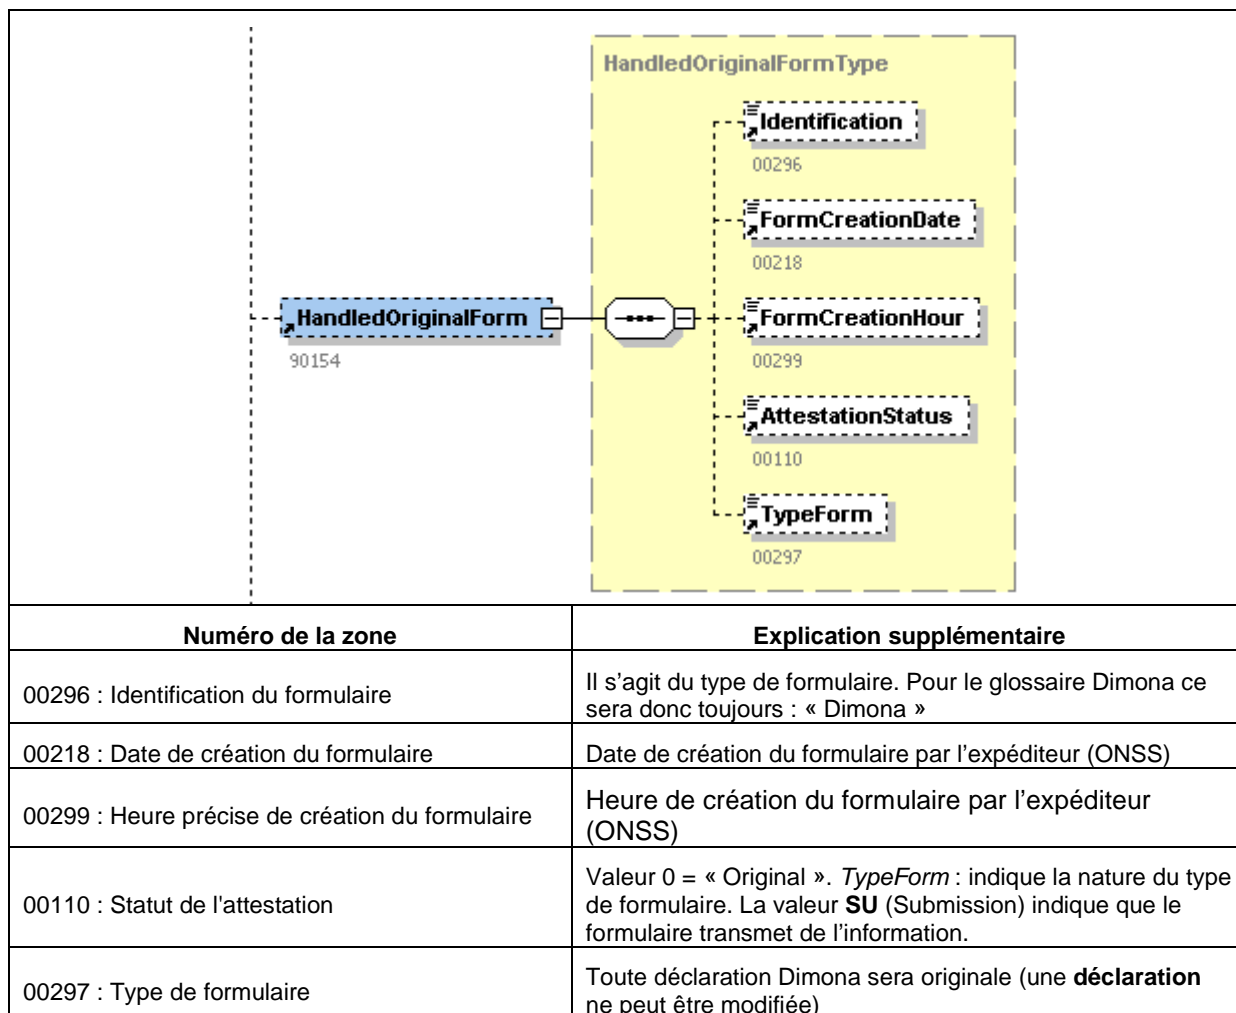 HandledOriginalFormType
Identification
00296
FormCreationDate
00218
HandledOriginalForm
90154
FormCreationHour
00299
AttestationStatus
00110
TypeForm
00297
Numéro de la zone
Explication supplémentaire
00296 : Identification du formulaire
Il s’agit du type de formulaire. Pour le glossaire Dimona ce
sera donc toujours : « Dimona »
00218 : Date de création du formulaire
Date de création du formulaire par l’expéditeur (ONSS)
00299 : Heure précise de création du formulaire
Heure de création du formulaire par l’expéditeur
(ONSS)
00110 : Statut de l'attestation
Valeur 0 = « Original ». TypeForm : indique la nature du type
de formulaire. La valeur SU (Submission) indique que le
formulaire transmet de l’information.
00297 : Type de formulaire
Toute déclaration Dimona sera originale (une déclaration
ne peut être modifiée)